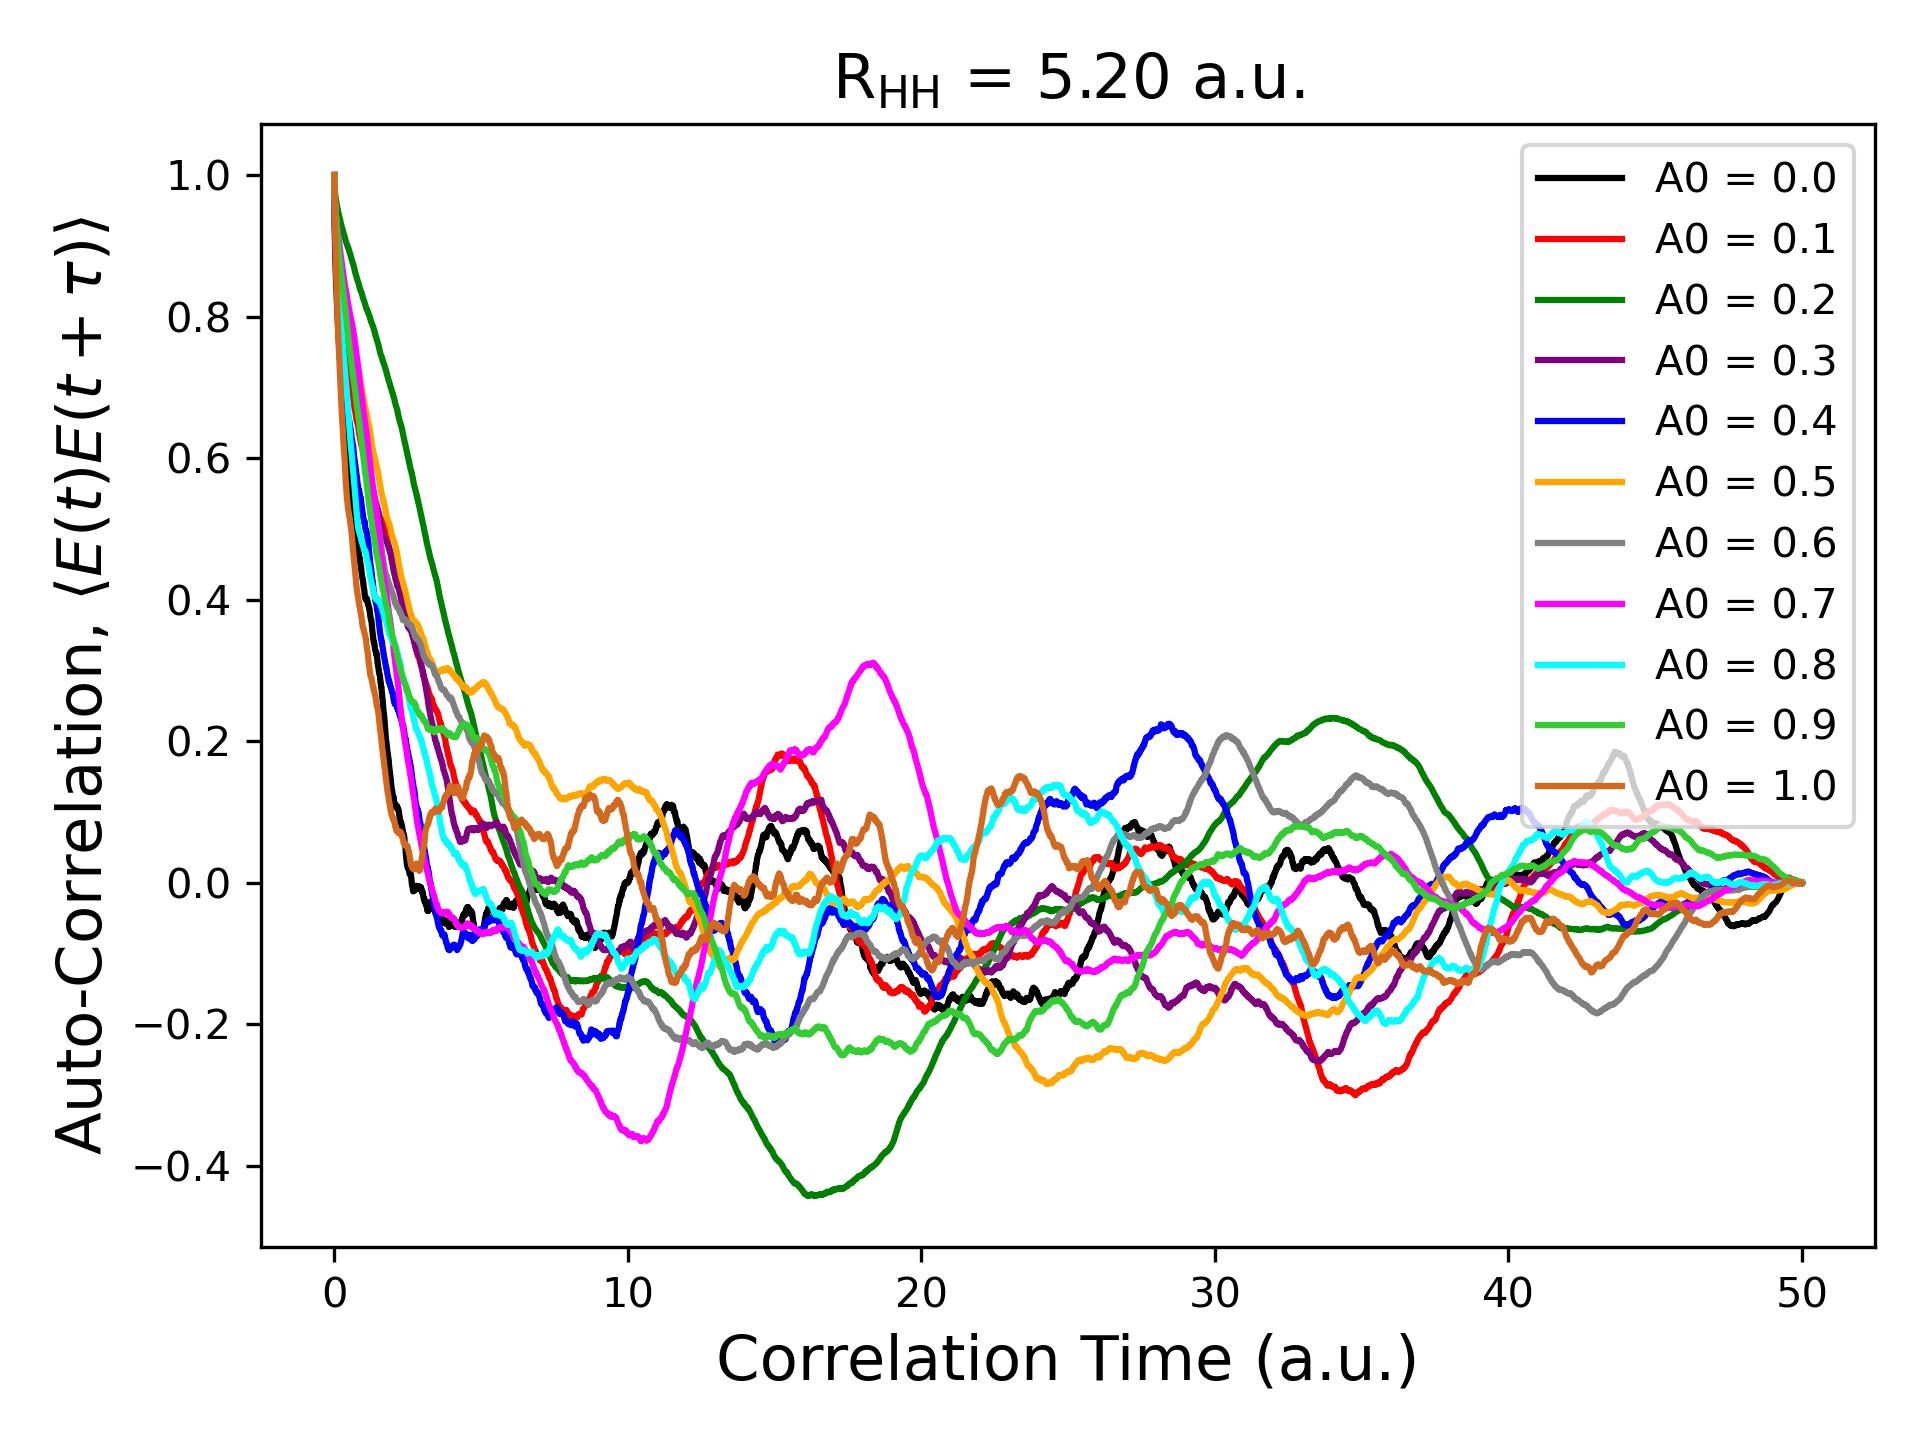 R_HH = 5.20 a.u.
Auto-Correlation, ⟨E(t)E(t + τ)⟩
1.0
0.8
0.6
0.4
0.2
0.0
−0.2
−0.4
A0 = 0.0
A0 = 0.1
A0 = 0.2
A0 = 0.3
A0 = 0.4
A0 = 0.5
A0 = 0.6
A0 = 0.7
A0 = 0.8
A0 = 0.9
A0 = 1.0
0 10 20 30 40 50
Correlation Time (a.u.)